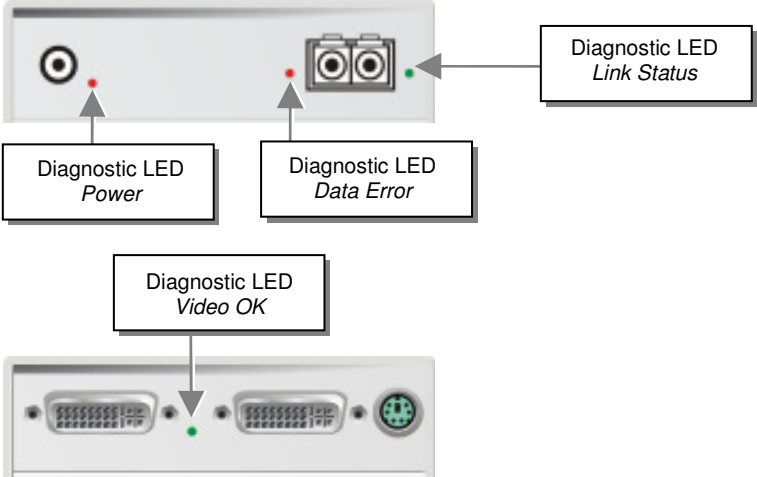 Diagnostic LED
Link Status
Diagnostic LED
Power
Diagnostic LED
Data Error
Diagnostic LED
Video OK